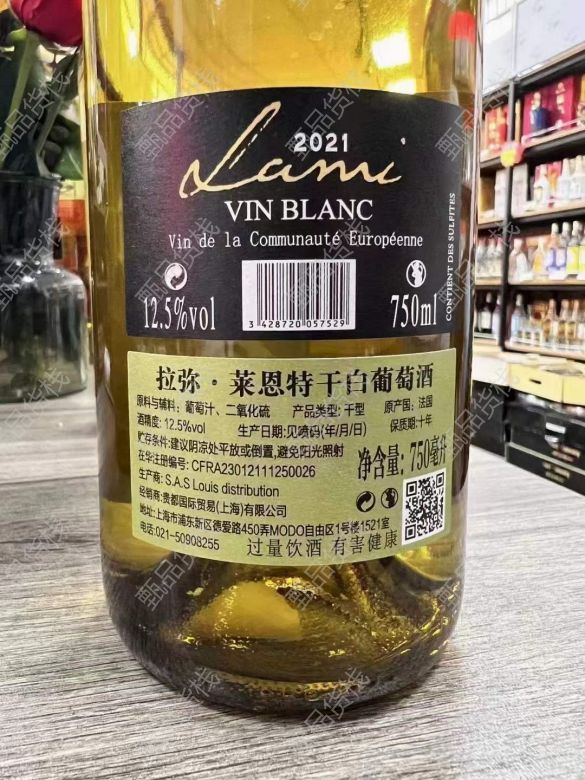 2021
Lami
VIN BLANC
Vin de la Communauté Européenne
12.5%vol
3 428720 057529
750ml
CONTIENT DES SULFITES
拉弥·莱恩特干白葡萄酒
原料与辅料: 葡萄汁、二氧化硫 产品类型: 干型 原产国: 法国
酒精度: 12.5%vol 生产日期: 见喷码(年/月/日) 保质期: 十年
贮存条件: 建议阴凉处平放或倒置,避免阳光照射
在华注册编号: CFRA23012111250026
净含量: 750毫升
生产商: S.A.S Louis distribution
经销商: 贵都国际贸易(上海)有限公司
地址: 上海市浦东新区德爱路450弄MODO自由区1号楼1521室
电话: 021-50908255
过量饮酒 有害健康
甄品货栈